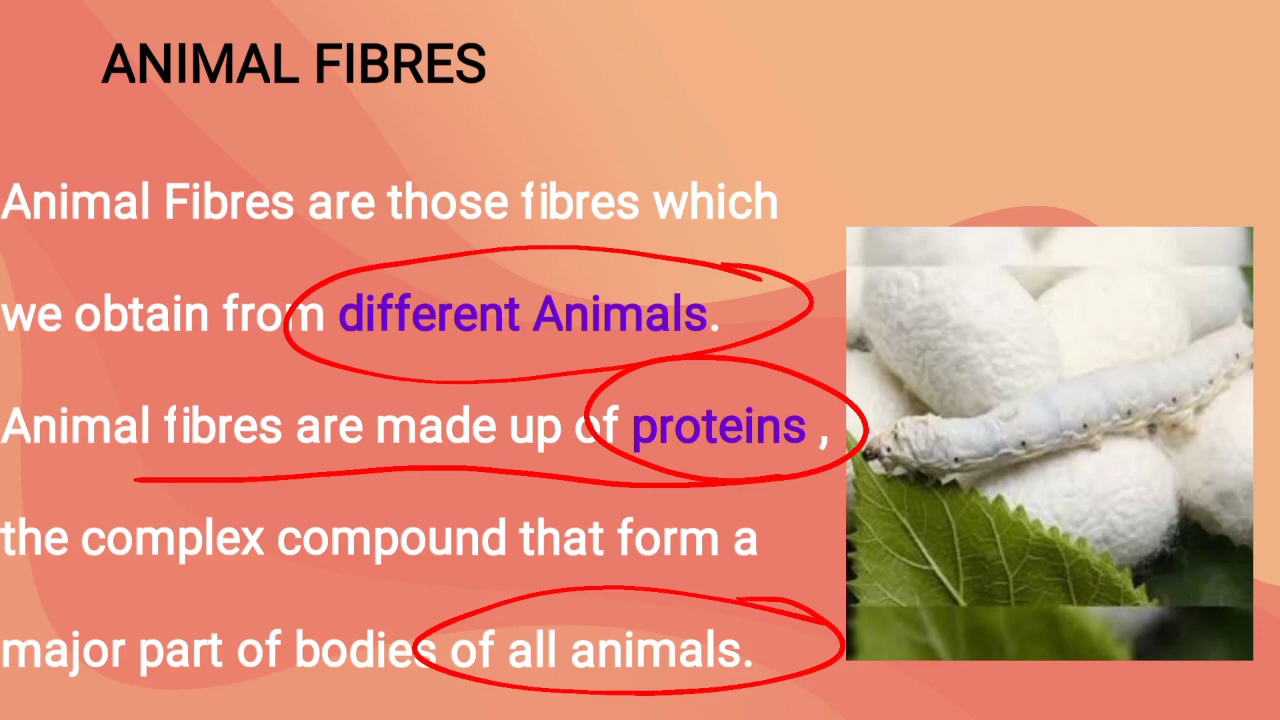 ANIMAL FIBRES
Animal Fibres are those fibres which
we obtain from different Animals.
Animal fibres are made up of proteins ,
the complex compound that form a
major part of bodies of all animals.